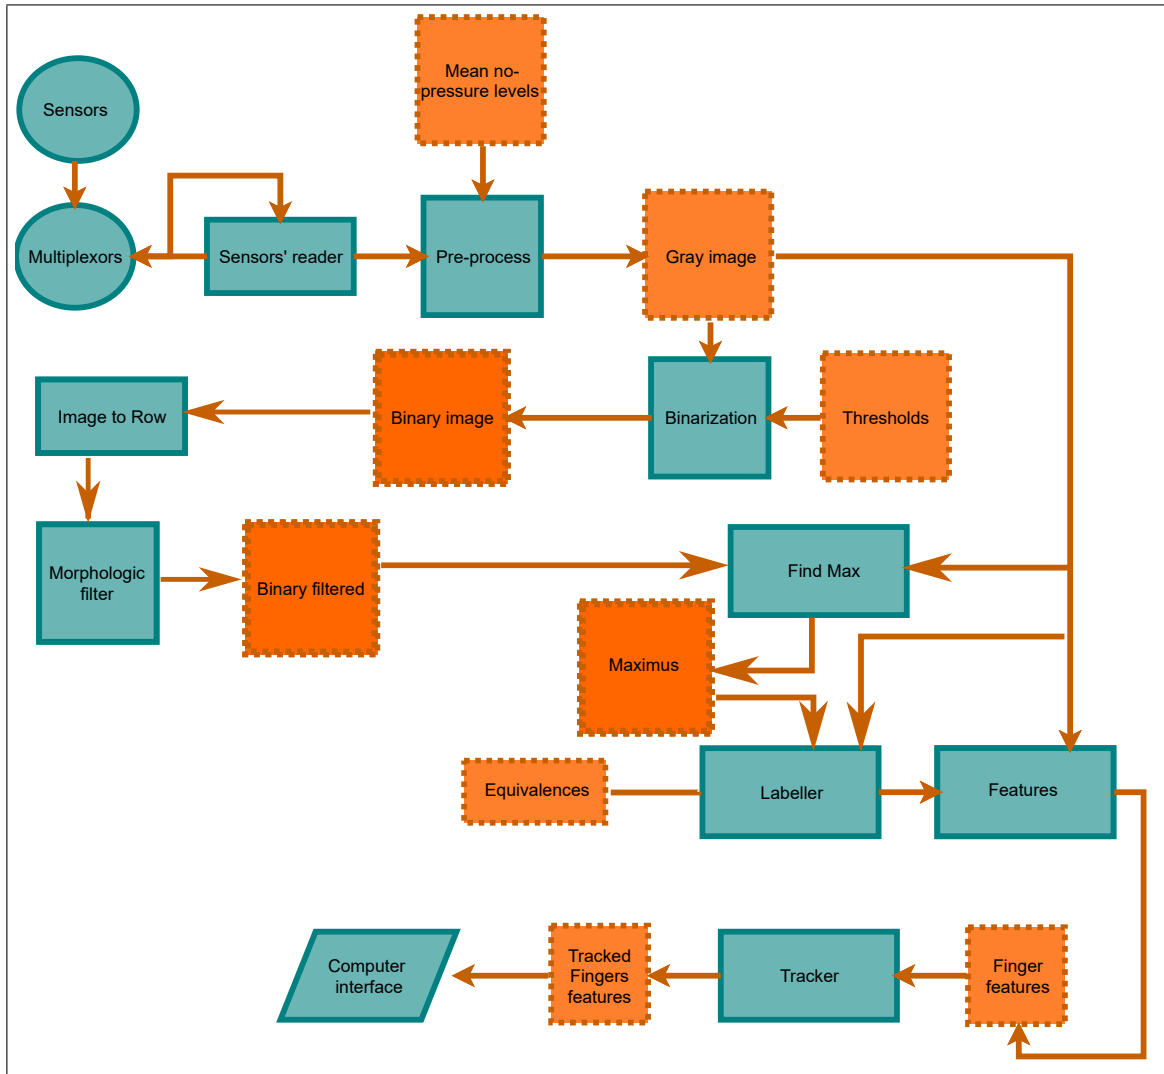 Mean no-
pressure levels
Sensors
Multiplexors
Sensors' reader
Pre-process
Gray image
Image to Row
Binary image
Binarization
Thresholds
Morphologic
filter
Binary filtered
Find Max
Maximus
Equivalences
Labeller
Features
Computer
interface
Tracked
Fingers
features
Tracker
Finger
features